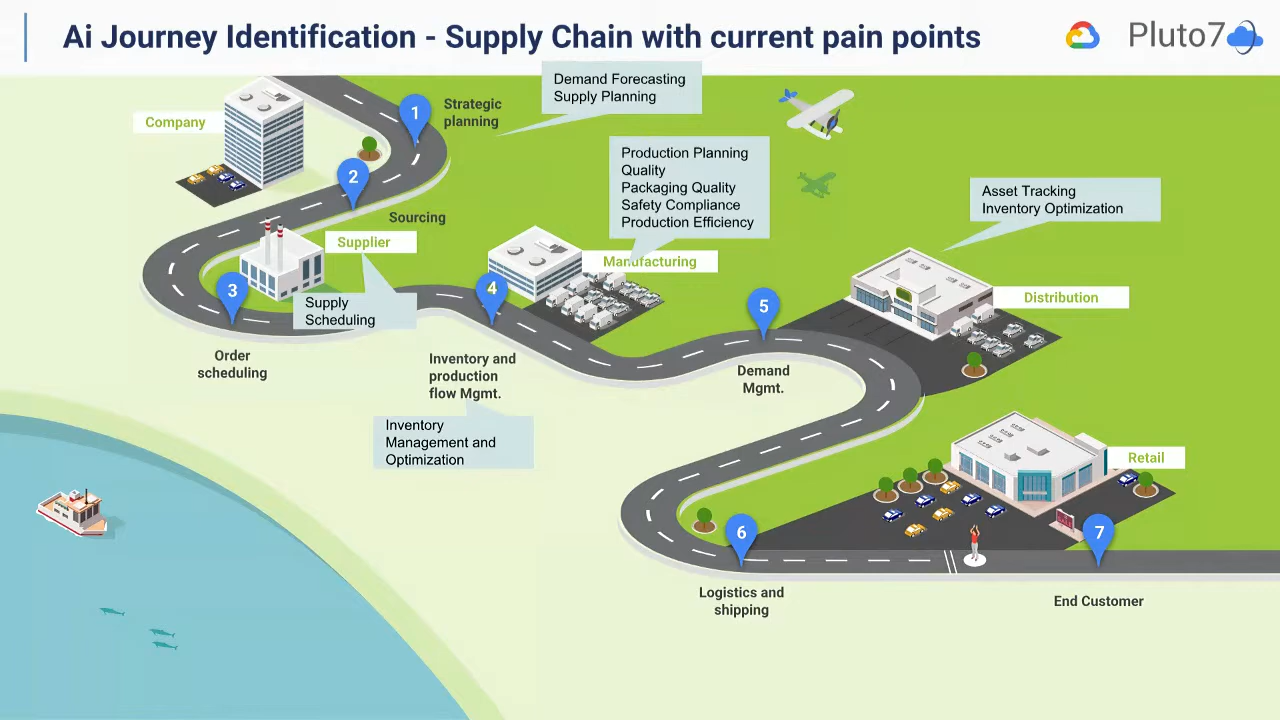 Ai Journey Identification - Supply Chain with current pain points
Pluto7
Demand Forecasting
Supply Planning
Company
1
Strategic
planning
Production Planning
Quality
Packaging Quality
Safety Compliance
Production Efficiency
2
Sourcing
Asset Tracking
Inventory Optimization
Supplier
Manufacturing
3
Supply
Scheduling
4
5
Distribution
Order
scheduling
Inventory and
production
flow Mgmt.
Demand
Mgmt.
Inventory
Management and
Optimization
Retail
6
7
Logistics and
shipping
End Customer